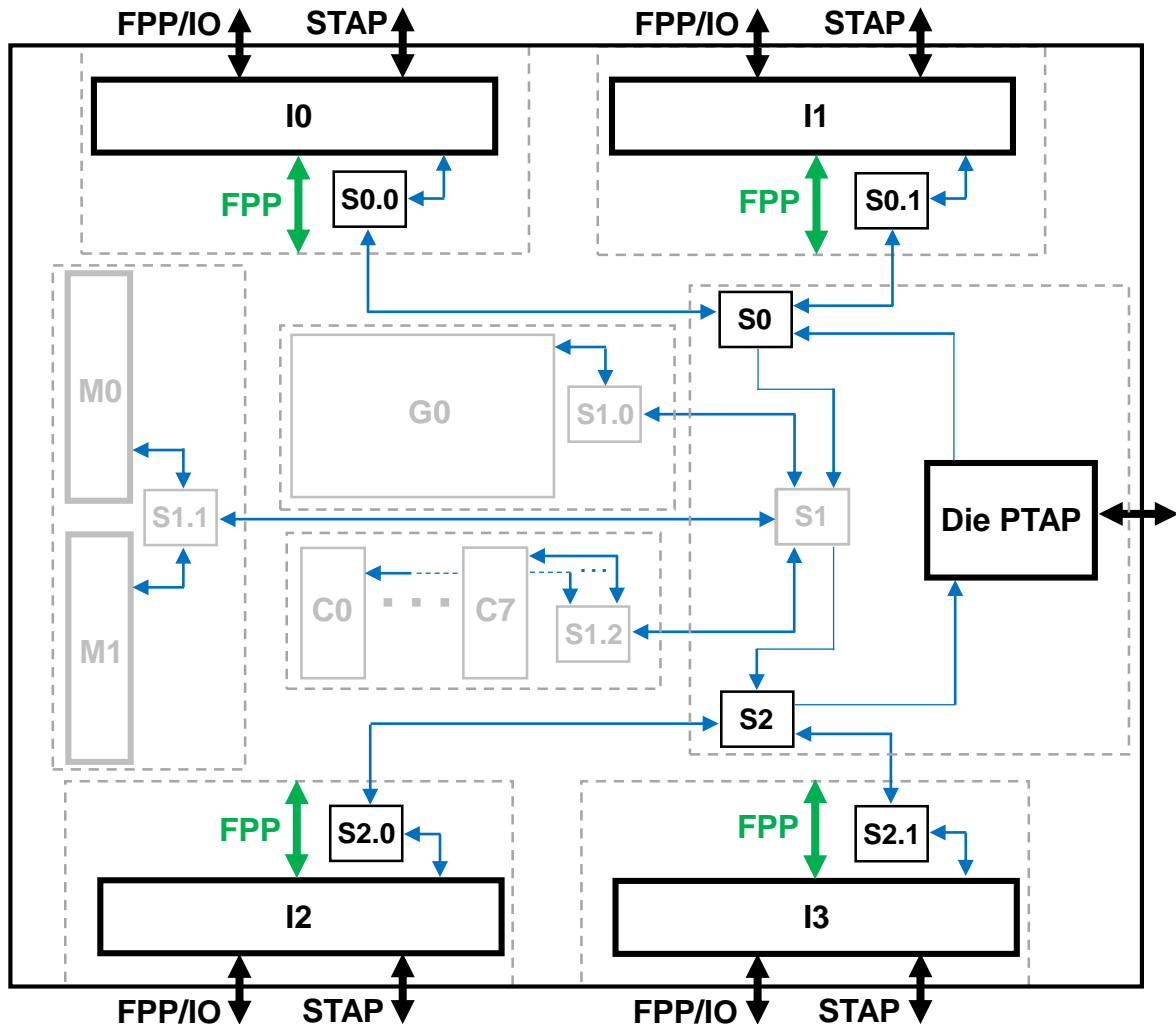 FPP/IO STAP FPP/IO STAP
I0 I1
FPP S0.0 FPP S0.1
S0
M0 G0 S1.0
S1.1 S1 Die PTAP
M1 C0 ... C7 ... S1.2
S2
FPP S2.0 FPP S2.1
I2 I3
FPP/IO STAP FPP/IO STAP